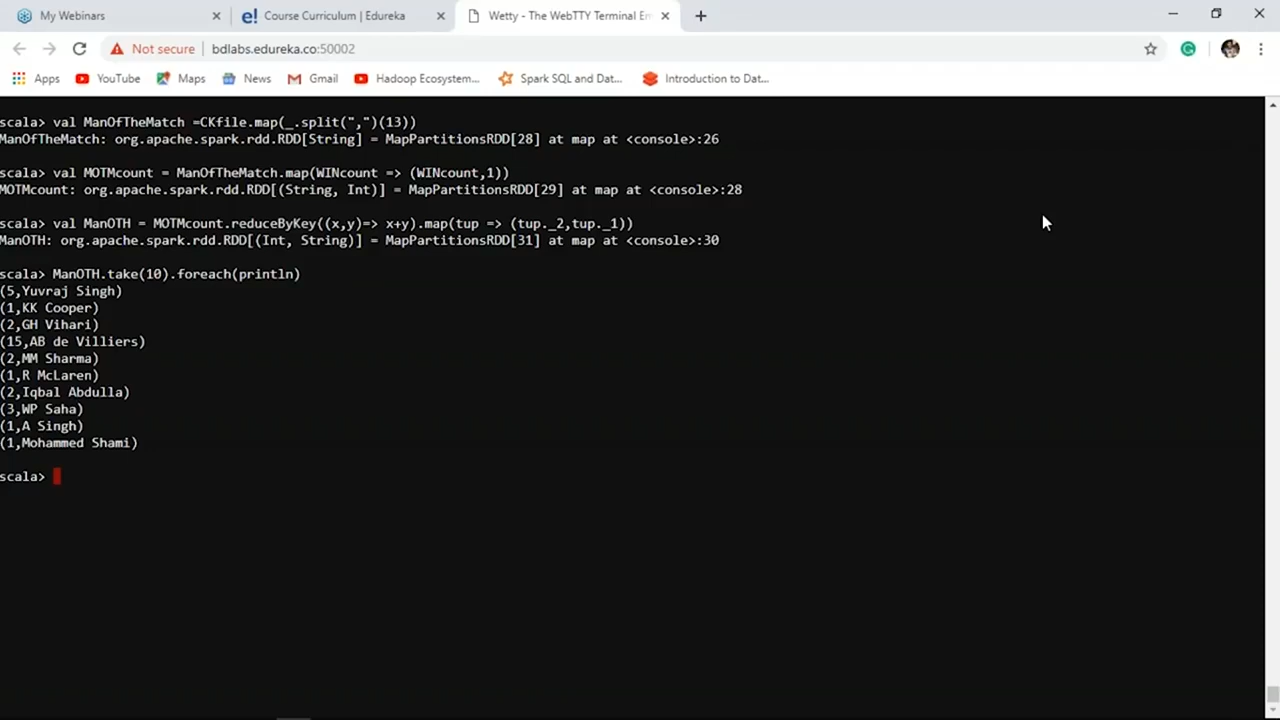 My Webinars
Course Curriculum | Edureka
Wetty - The WebTTY Terminal Em
Not secure | bdlabs.edureka.co:50002
Apps YouTube Maps News Gmail Hadoop Ecosystem... Spark SQL and Dat... Introduction to Dat...
scala> val ManOfTheMatch =CKfile.map(_.split(",")(13))
ManOfTheMatch: org.apache.spark.rdd.RDD[String] = MapPartitionsRDD[28] at map at <console>:26
scala> val MOTMcount = ManOfTheMatch.map(WINcount => (WINcount,1))
MOTMcount: org.apache.spark.rdd.RDD[(String, Int)] = MapPartitionsRDD[29] at map at <console>:28
scala> val ManOTH = MOTMcount.reduceByKey((x,y)=> x+y).map(tup => (tup._2,tup._1))
ManOTH: org.apache.spark.rdd.RDD[(Int, String)] = MapPartitionsRDD[31] at map at <console>:30
scala> ManOTH.take(10).foreach(println)
(5,Yuvraj Singh)
(1,KK Cooper)
(2,GH Vihari)
(15,AB de Villiers)
(2,MM Sharma)
(1,R McLaren)
(2,Iqbal Abdulla)
(3,WP Saha)
(1,A Singh)
(1,Mohammed Shami)
scala>